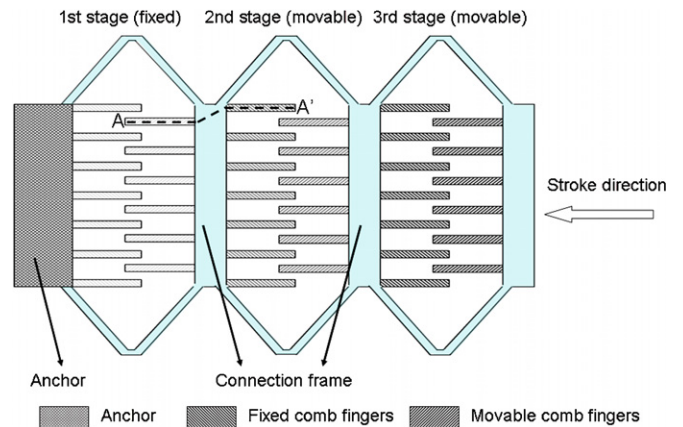 1st stage (fixed) 2nd stage (movable) 3rd stage (movable)
A A'
Stroke direction
Anchor Connection frame
Anchor Fixed comb fingers Movable comb fingers